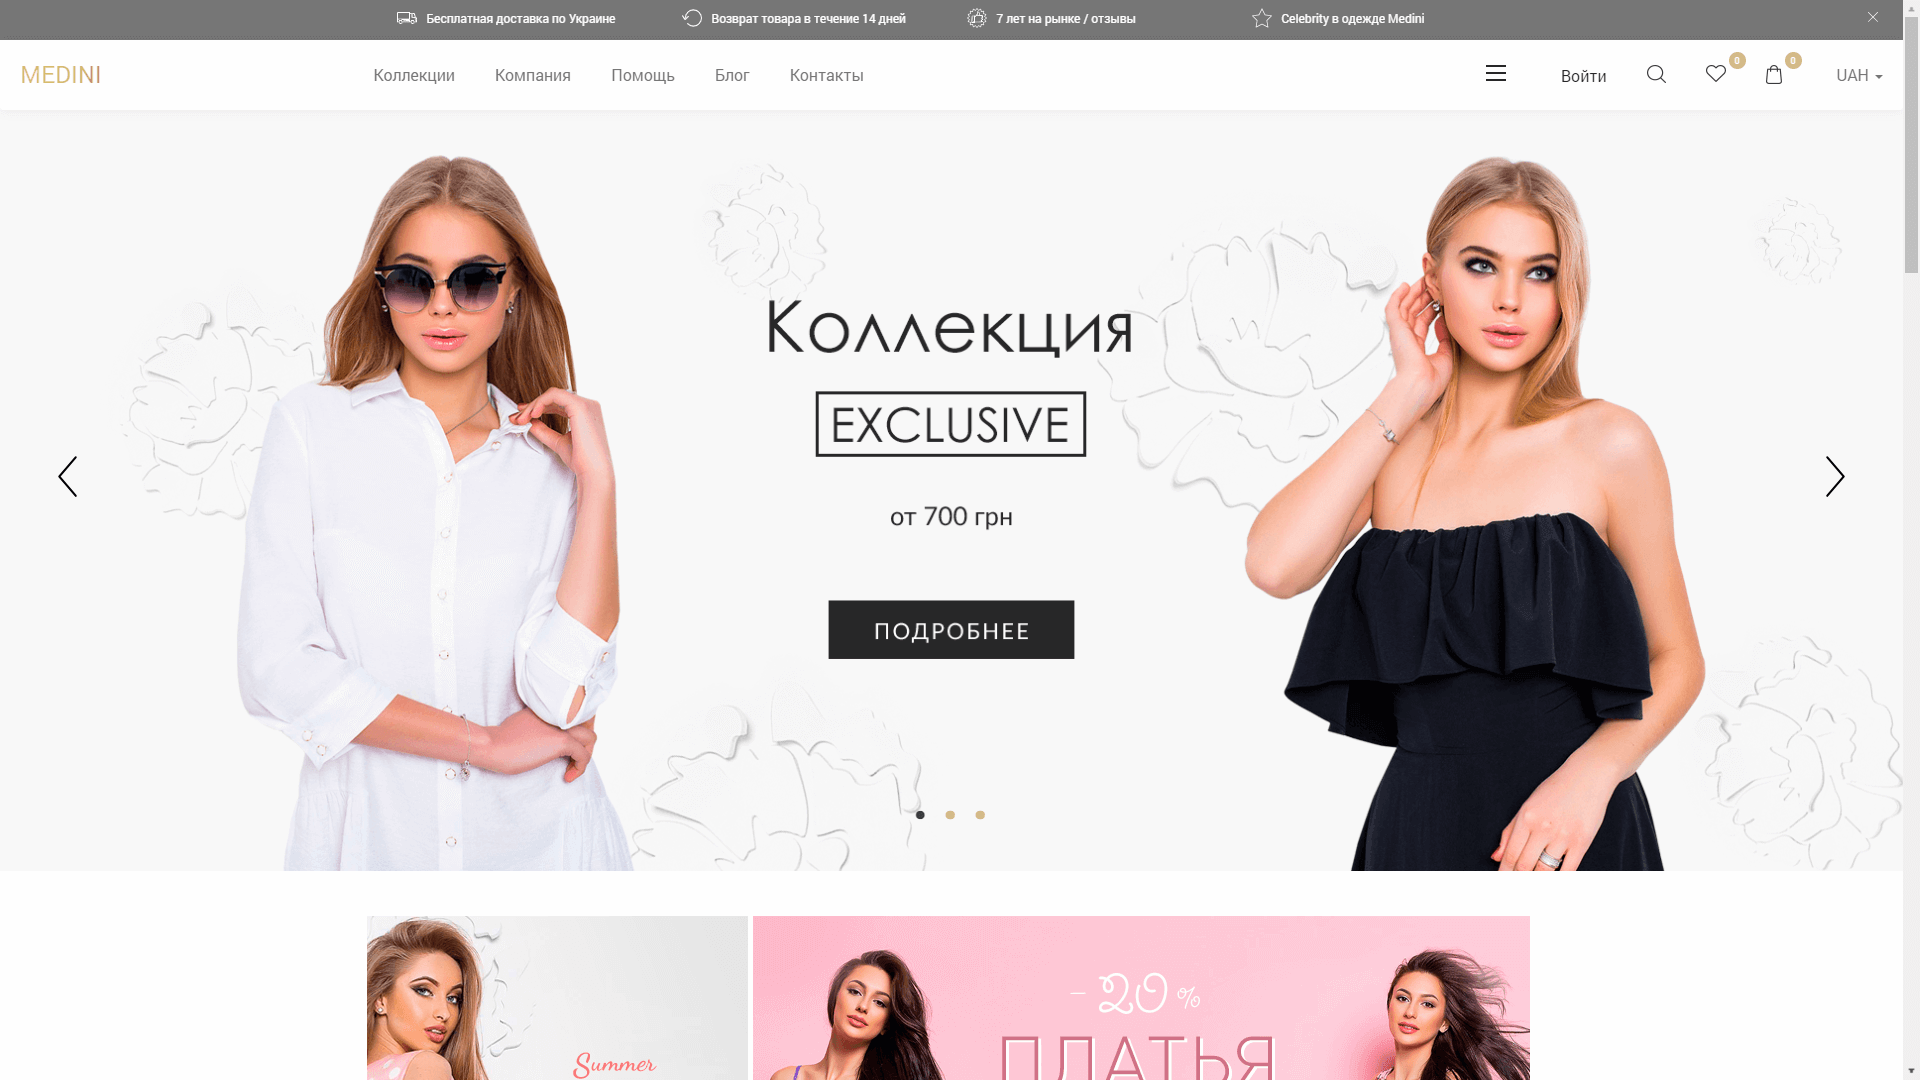 Бесплатная доставка по Украине
Возврат товара в течение 14 дней
7 лет на рынке / отзывы
Celebrity в одежде Medini
MEDINI
Коллекции
Компания
Помощь
Блог
Контакты
Войти
0
0
UAH
Коллекция
EXCLUSIVE
от 700 грн
ПОДРОБНЕЕ
Summer
- 20 %
ПЛАТЬЯ